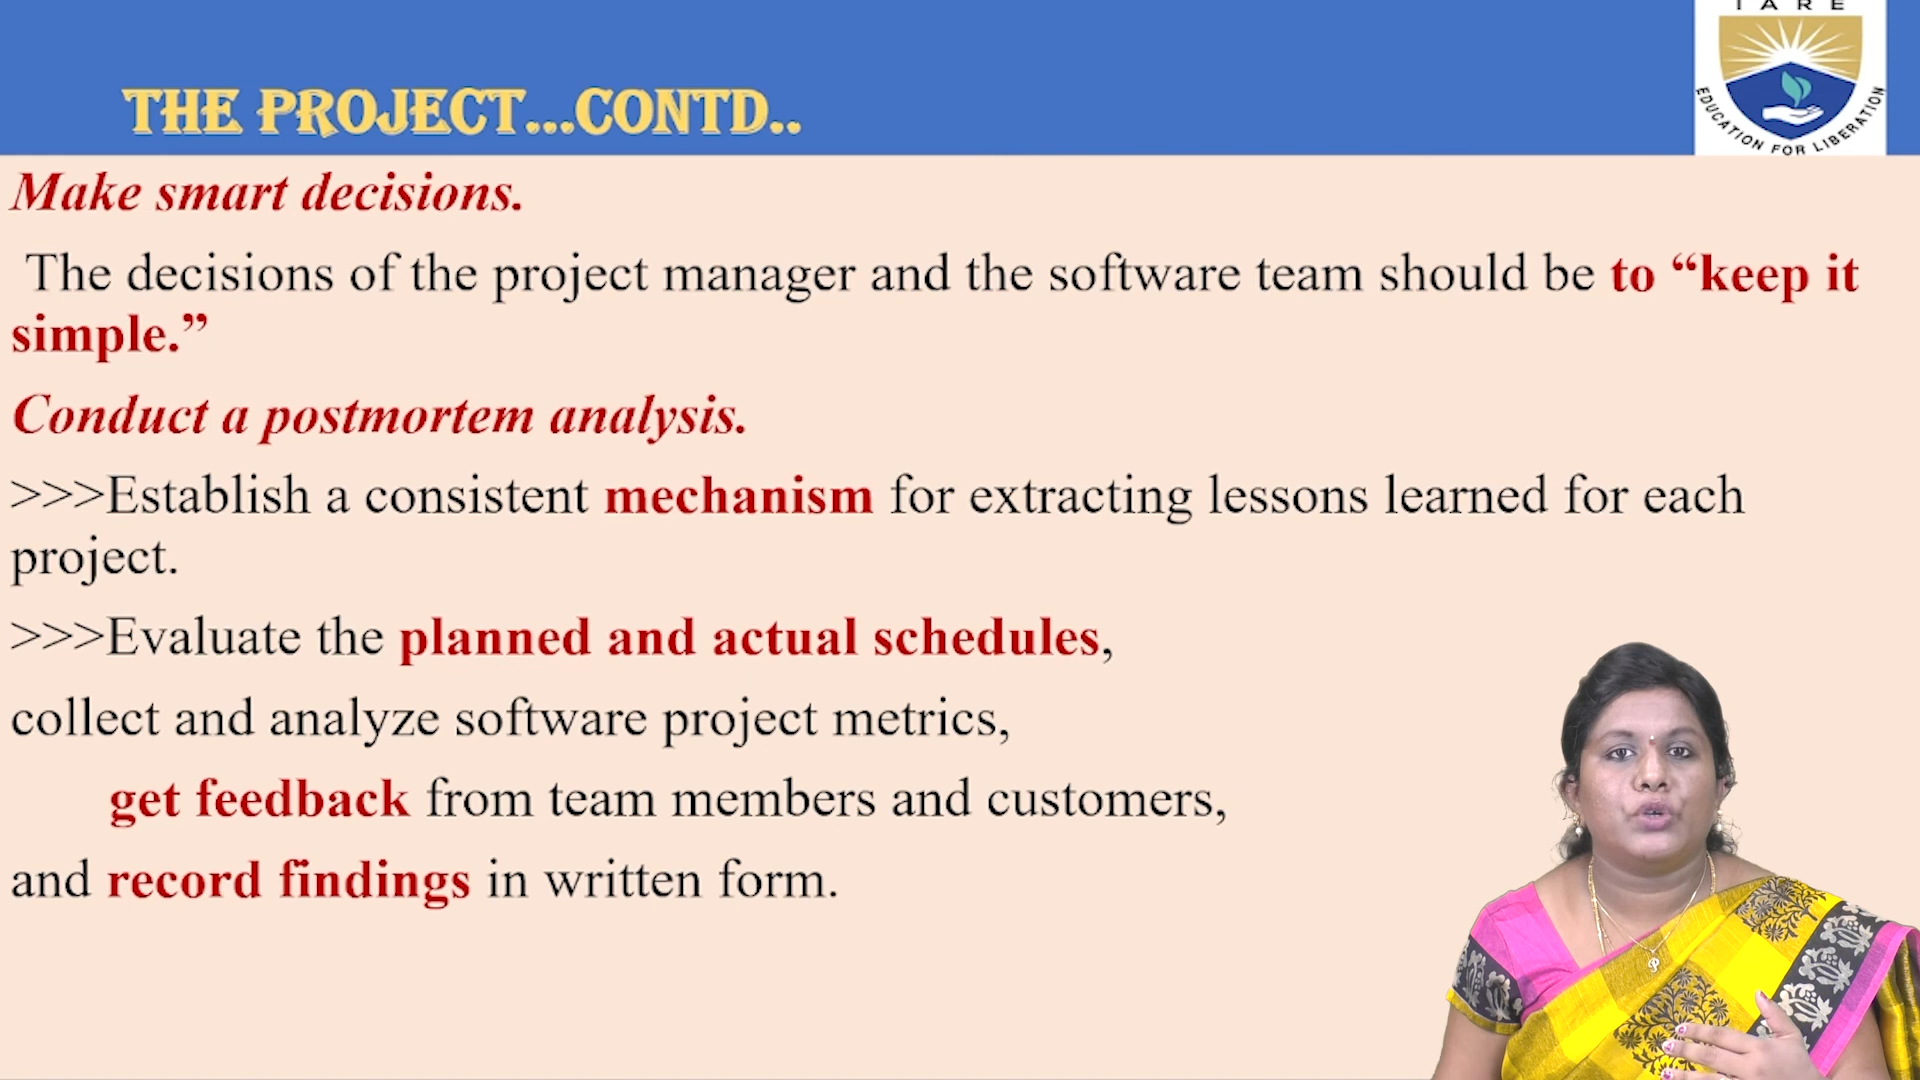 IARE
EDUCATION FOR LIBERATION
THE PROJECT...CONTD..
Make smart decisions.
The decisions of the project manager and the software team should be to “keep it
simple.”
Conduct a postmortem analysis.
>>>Establish a consistent mechanism for extracting lessons learned for each
project.
>>>Evaluate the planned and actual schedules,
collect and analyze software project metrics,
get feedback from team members and customers,
and record findings in written form.